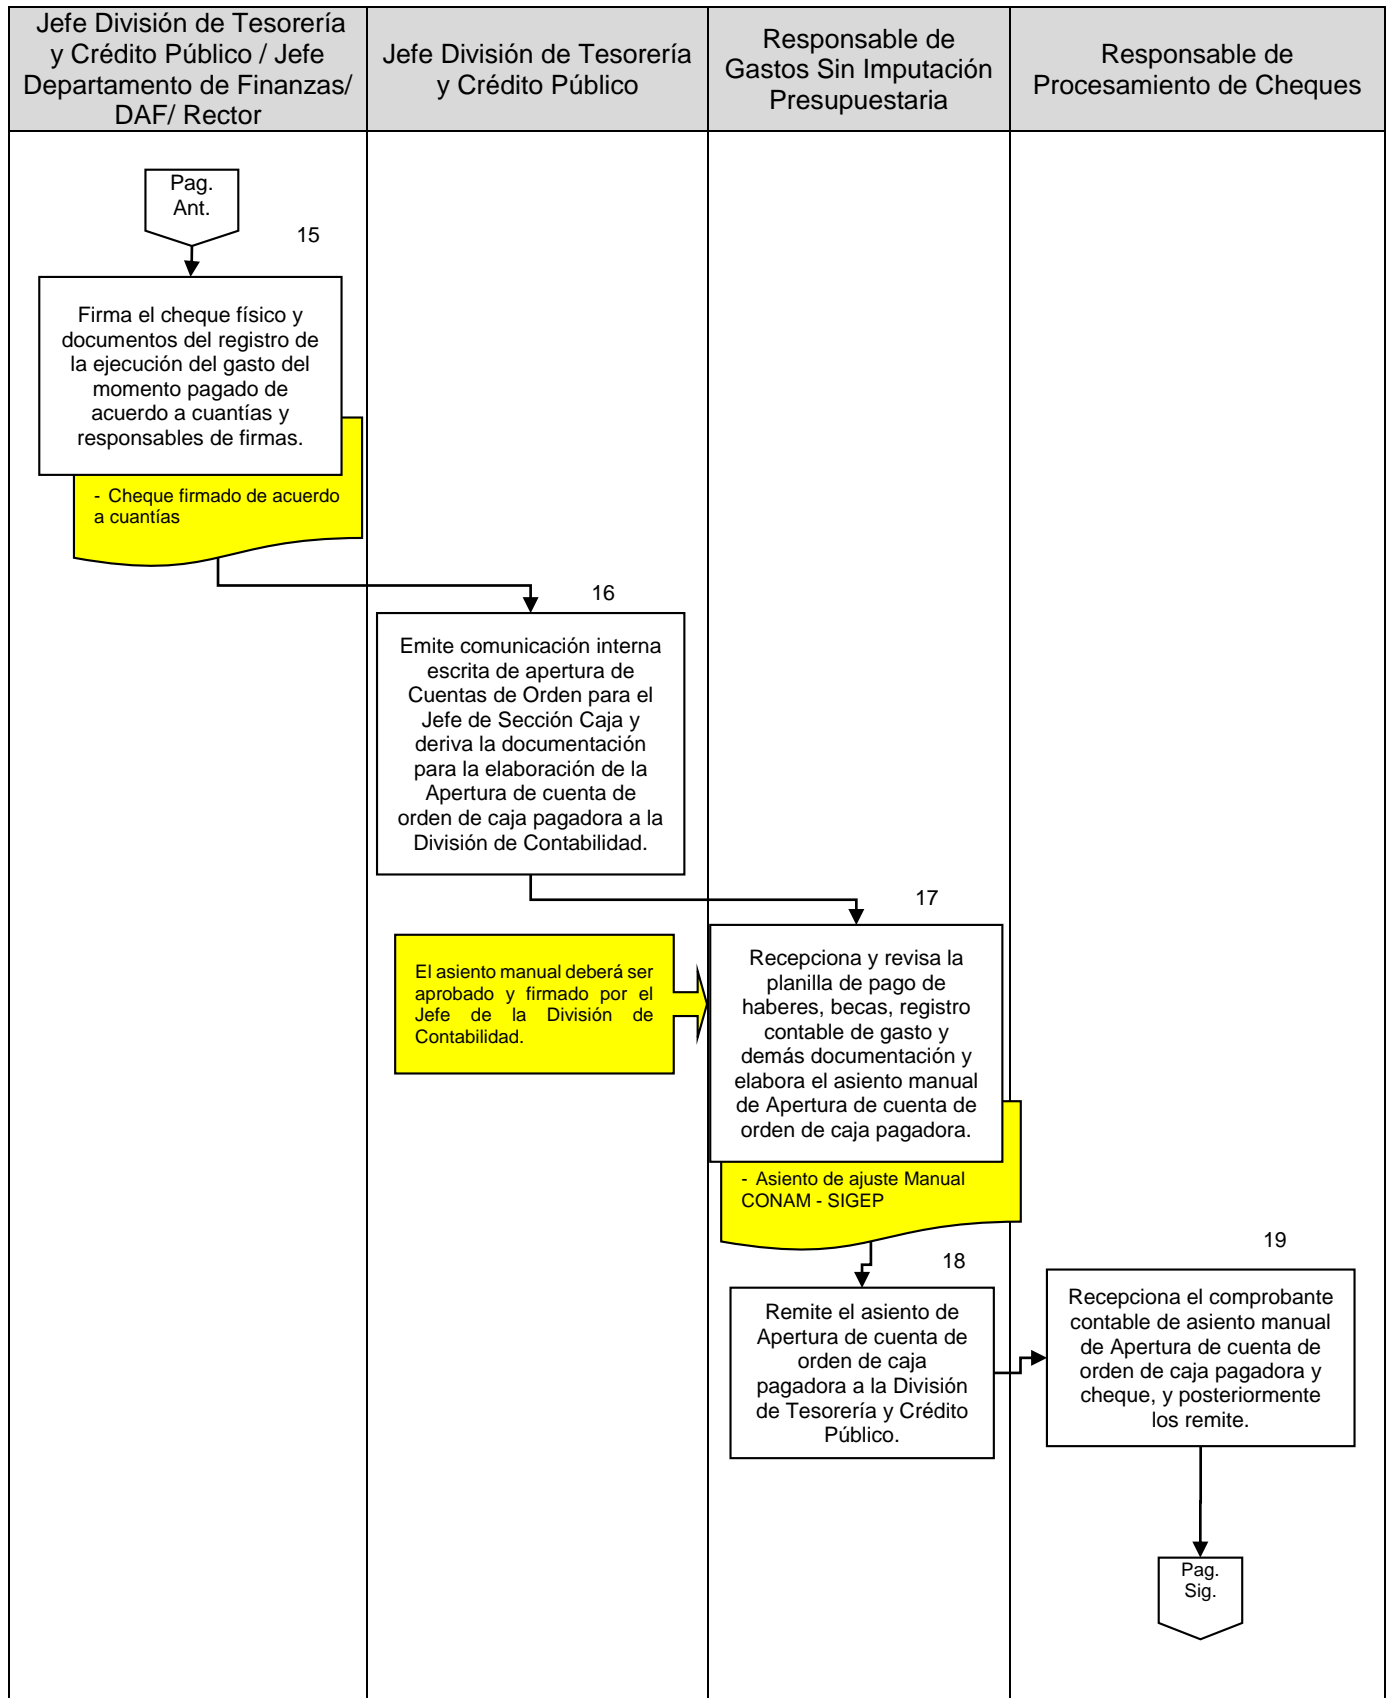 Jefe División de Tesorería
y Crédito Público / Jefe
Departamento de Finanzas/
DAF/ Rector
Jefe División de Tesorería
y Crédito Público
Responsable de
Gastos Sin Imputación
Presupuestaria
Responsable de
Procesamiento de Cheques
Pag.
Ant.
15
Firma el cheque físico y
documentos del registro de
la ejecución del gasto del
momento pagado de
acuerdo a cuantías y
responsables de firmas.
- Cheque firmado de acuerdo
a cuantías
16
Emite comunicación interna
escrita de apertura de
Cuentas de Orden para el
Jefe de Sección Caja y
deriva la documentación
para la elaboración de la
Apertura de cuenta de
orden de caja pagadora a la
División de Contabilidad.
17
El asiento manual deberá ser
aprobado y firmado por el
Jefe de la División de
Contabilidad.
Recepciona y revisa la
planilla de pago de
haberes, becas, registro
contable de gasto y
demás documentación y
elabora el asiento manual
de Apertura de cuenta de
orden de caja pagadora.
- Asiento de ajuste Manual
CONAM - SIGEP
18
Remite el asiento de
Apertura de cuenta de
orden de caja
pagadora a la División
de Tesorería y Crédito
Público.
19
Recepciona el comprobante
contable de asiento manual
de Apertura de cuenta de
orden de caja pagadora y
cheque, y posteriormente
los remite.
Pag.
Sig.